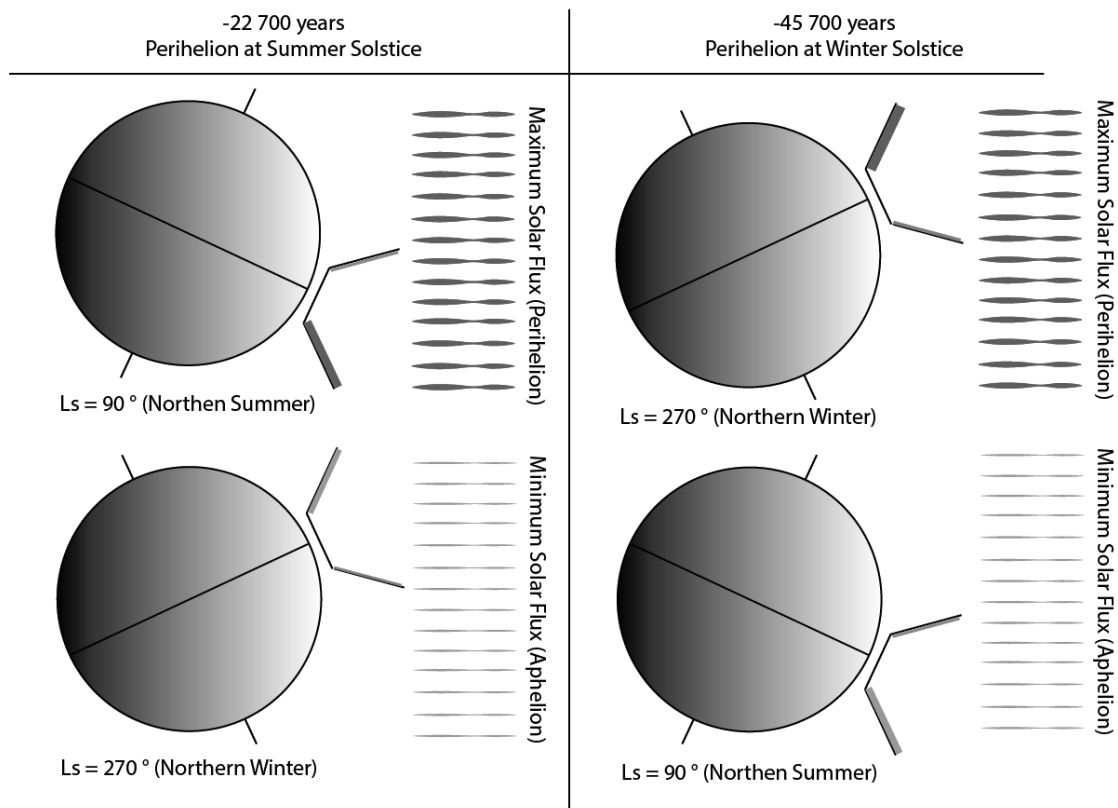 -22 700 years
Perihelion at Summer Solstice
-45 700 years
Perihelion at Winter Solstice
Maximum Solar Flux (Perihelion)
Ls = 90 ° (Northen Summer)
Maximum Solar Flux (Perihelion)
Ls = 270 ° (Northern Winter)
Minimum Solar Flux (Aphelion)
Ls = 270 ° (Northern Winter)
Minimum Solar Flux (Aphelion)
Ls = 90 ° (Northen Summer)